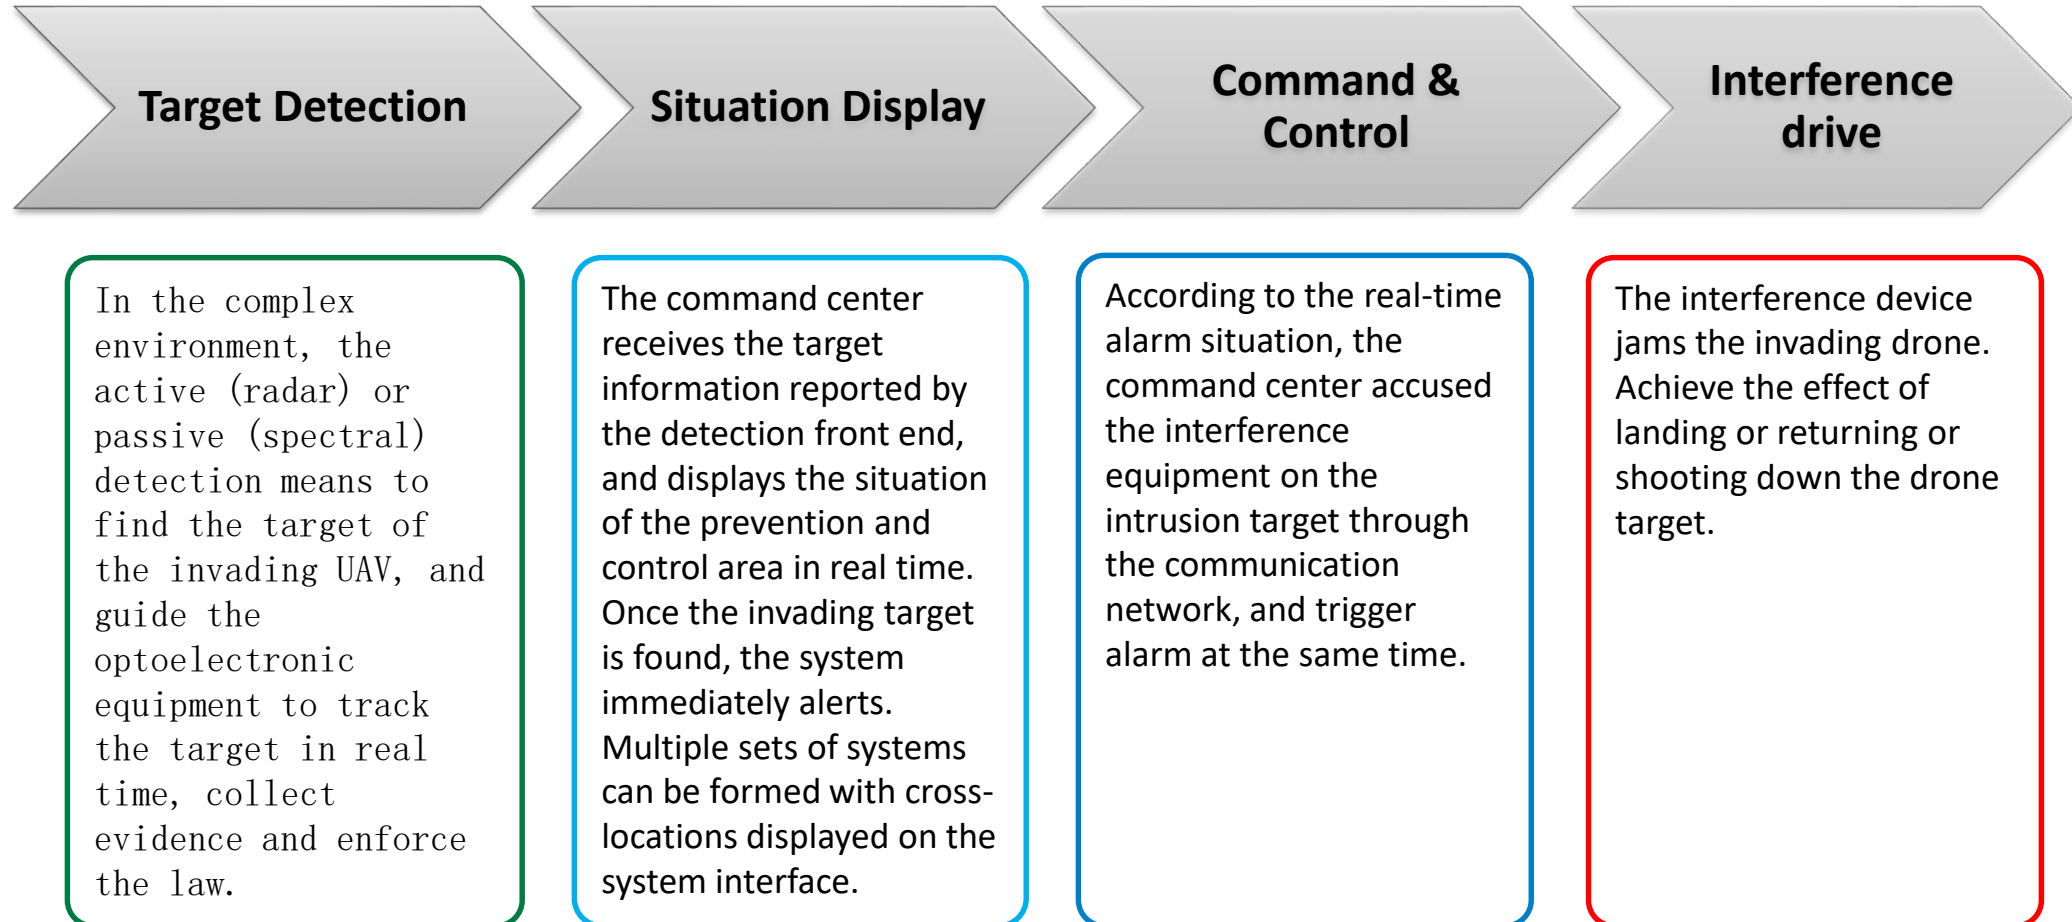 Target Detection
Situation Display
Command &
Control
Interference
drive
In the complex
environment, the
active (radar) or
passive (spectral)
detection means to
find the target of
the invading UAV, and
guide the
optoelectronic
equipment to track
the target in real
time, collect
evidence and enforce
the law.
The command center
receives the target
information reported by
the detection front end,
and displays the situation
of the prevention and
control area in real time.
Once the invading target
is found, the system
immediately alerts.
Multiple sets of systems
can be formed with cross-
locations displayed on the
system interface.
According to the real-time
alarm situation, the
command center accused
the interference
equipment on the
intrusion target through
the communication
network, and trigger
alarm at the same time.
The interference device
jams the invading drone.
Achieve the effect of
landing or returning or
shooting down the drone
target.